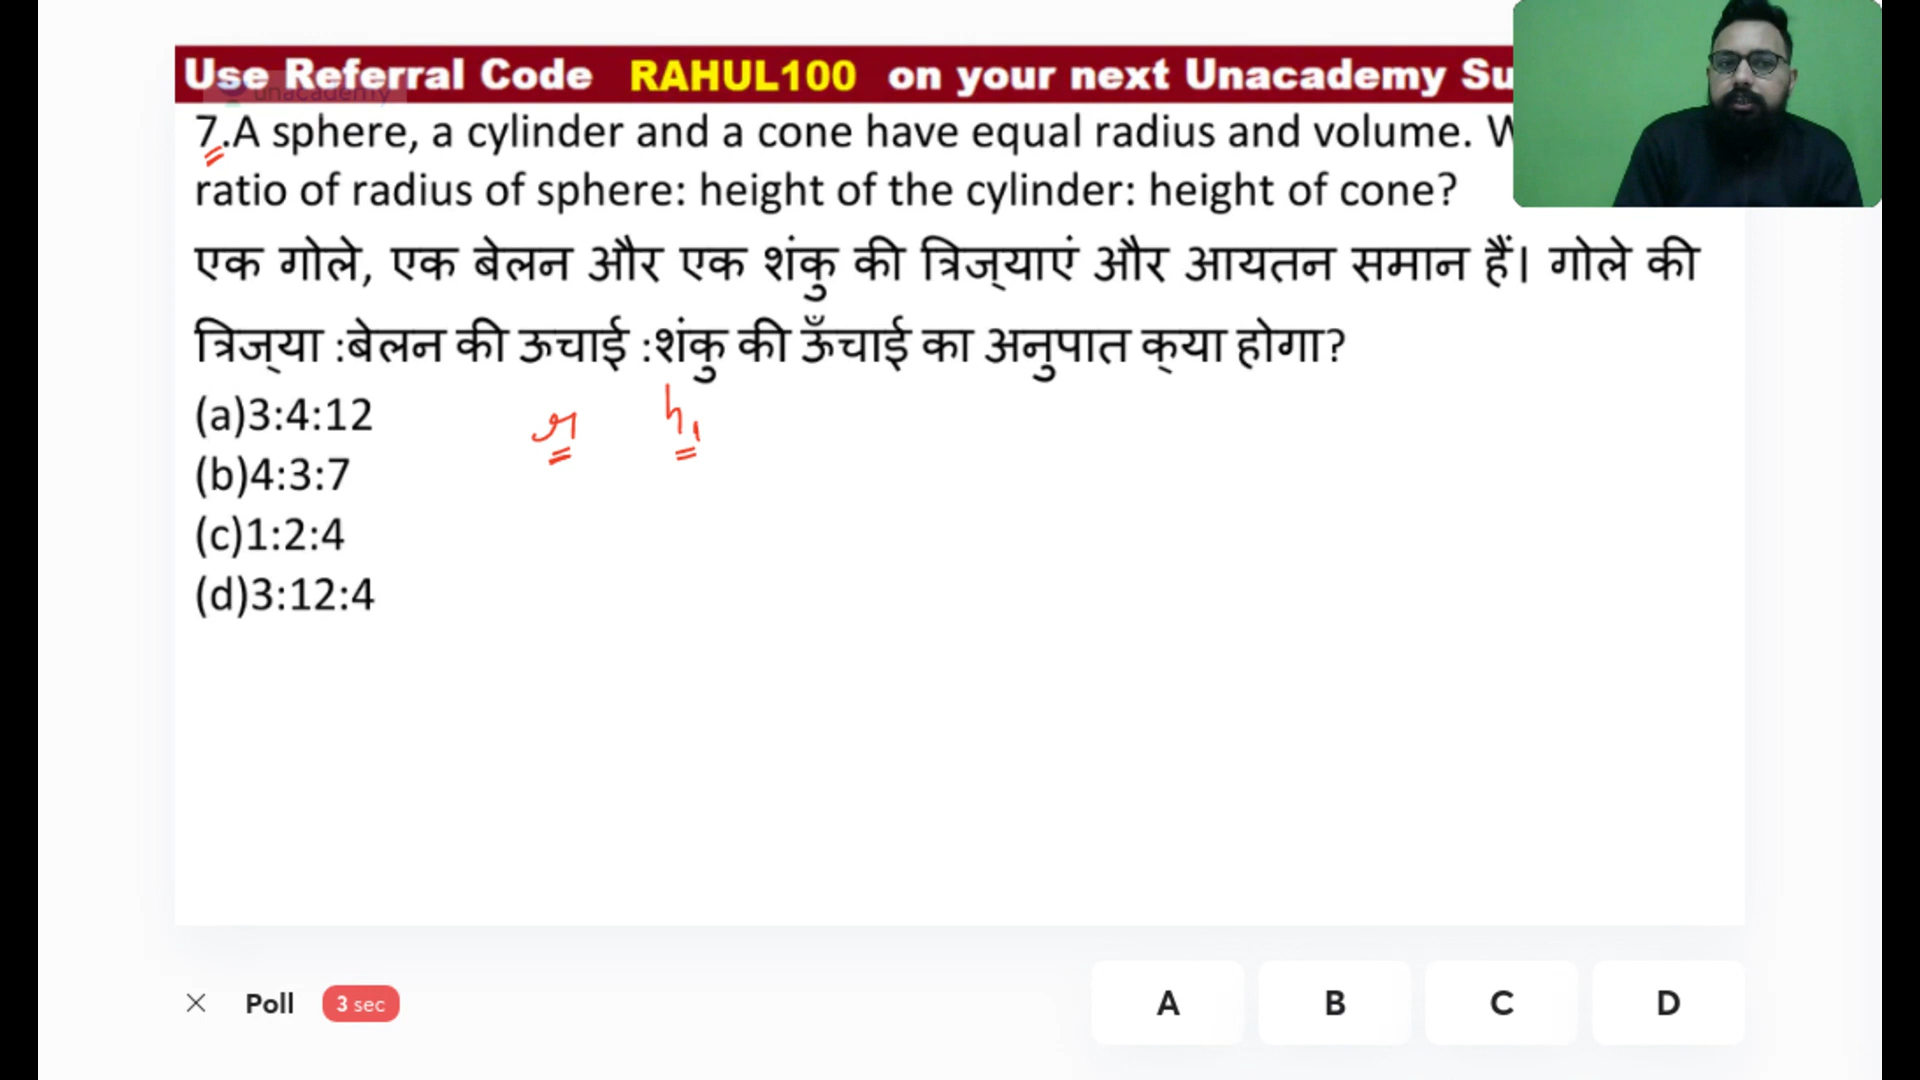 Use Referral Code RAHUL100 on your next Unacademy
unacademy
7.A sphere, a cylinder and a cone have equal radius and volume.
ratio of radius of sphere: height of the cylinder: height of cone?
एक गोले, एक बेलन और एक शंकु की त्रिज्याएं और आयतन समान हैं। गोले की
त्रिज्या :बेलन की ऊचाई :शंकु की ऊँचाई का अनुपात क्या होगा?
(a)3:4:12
r h₁
(b)4:3:7
(c)1:2:4
(d)3:12:4
Poll 3 sec A B C D